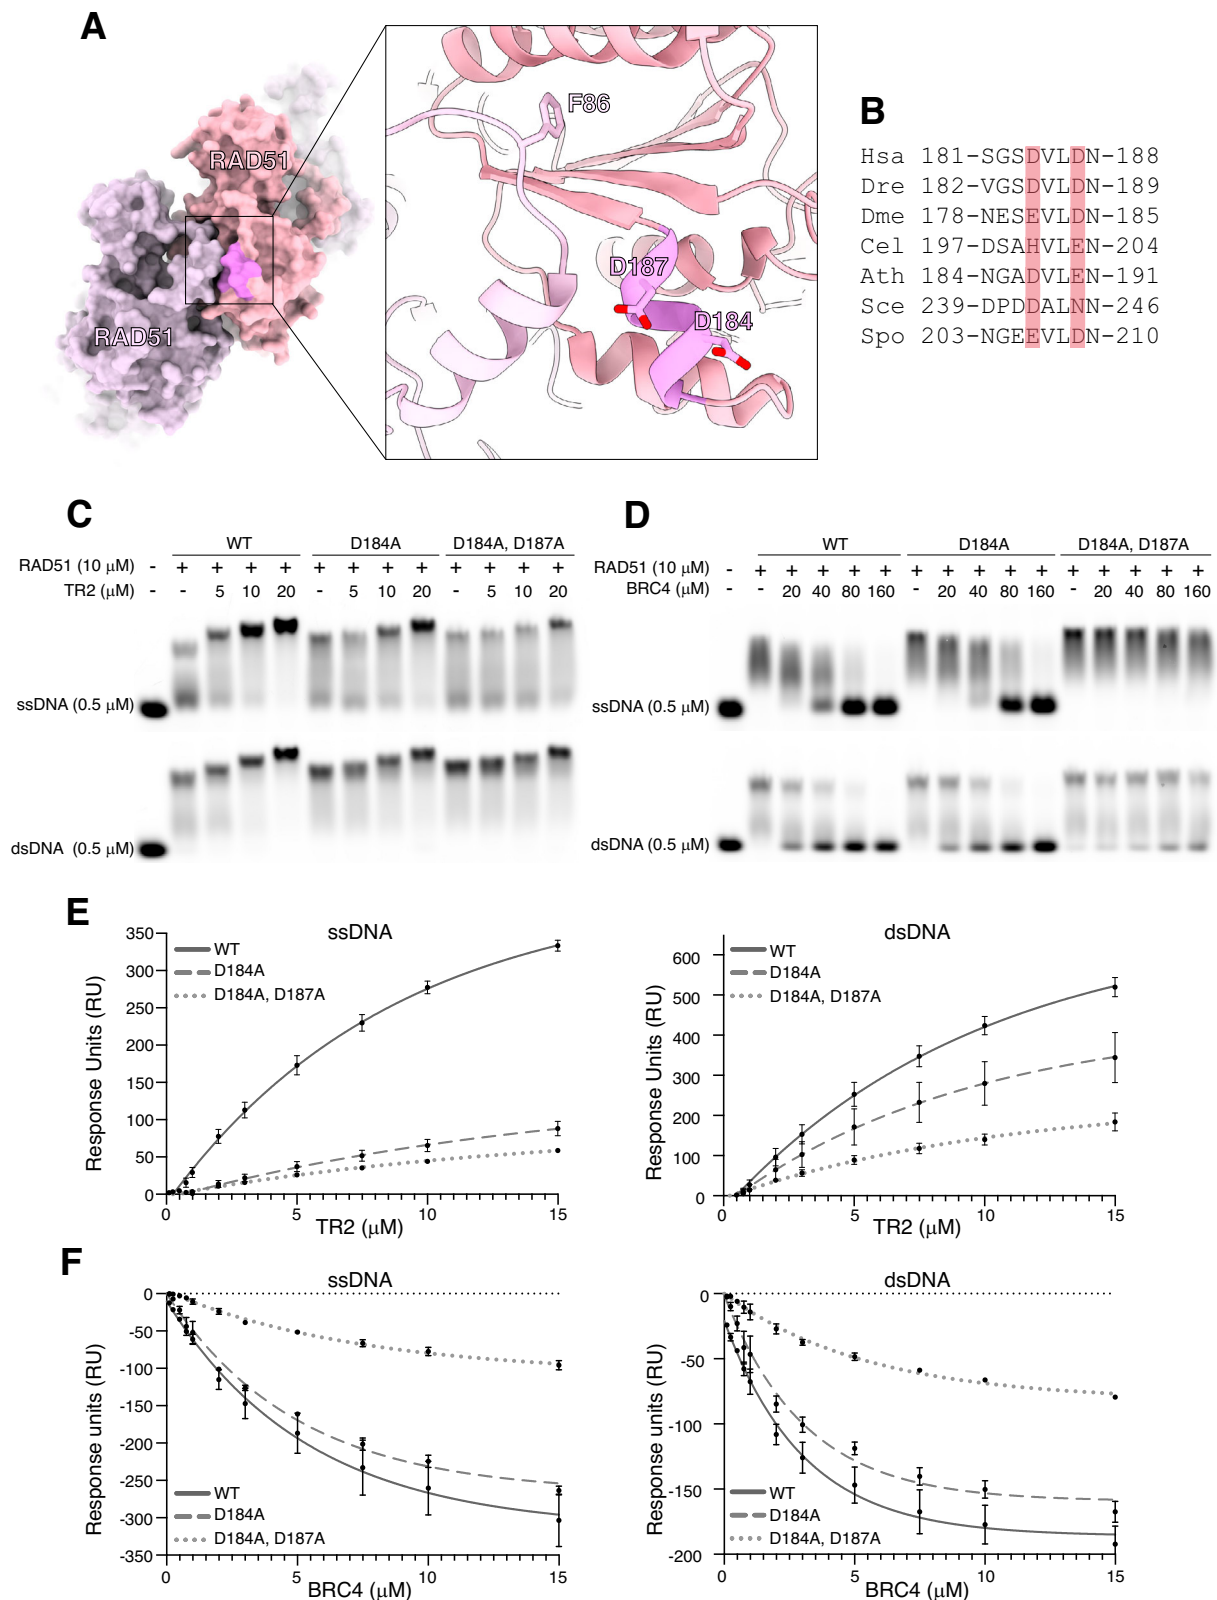 A
RAD51
RAD51
F86
D187
D184
B
Hsa 181-SGSDVLDN-188
Dre 182-VGSDVLDN-189
Dme 178-NESEVLDN-185
Cel 197-DSAHVLEN-204
Ath 184-NGADVLEN-191
Sce 239-DPDDALNN-246
Spo 203-NGEEVLDN-210
C
WT D184A D184A, D187A
RAD51 (10 μM) - + + + + + + + + + + + +
TR2 (μM) - - 5 10 20 - 5 10 20 - 5 10 20
ssDNA (0.5 μM)
dsDNA (0.5 μM)
D
WT D184A D184A, D187A
RAD51 (10 μM) - + + + + + + + + + + + + + + +
BRC4 (μM) - - 20 40 80 160 - 20 40 80 160 - 20 40 80 160
ssDNA (0.5 μM)
dsDNA (0.5 μM)
E
ssDNA
WT
D184A
D184A, D187A
Response Units (RU)
350
300
250
200
150
100
50
0
0 5 10 15
TR2 (μM)
dsDNA
WT
D184A
D184A, D187A
Response Units (RU)
600
500
400
300
200
100
0
0 5 10 15
TR2 (μM)
F
ssDNA
Response units (RU)
0
-50
-100
-150
-200
-250
-300
-350
WT
D184A
D184A, D187A
0 5 10 15
BRC4 (μM)
dsDNA
Response units (RU)
0
-50
-100
-150
-200
WT
D184A
D184A, D187A
0 5 10 15
BRC4 (μM)